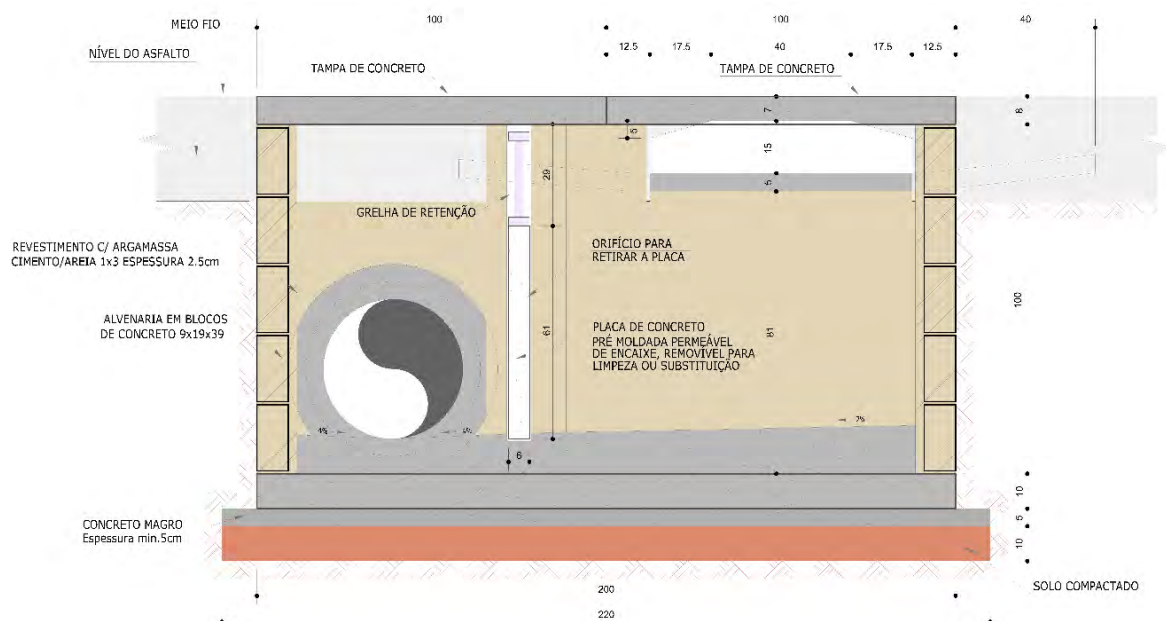 MEIO FIO
100
100
40
NÍVEL DO ASFALTO
12.5
17.5
40
17.5
12.5
TAMPA DE CONCRETO
TAMPA DE CONCRETO
7
8
5
15
29
5
GRELHA DE RETENÇÃO
REVESTIMENTO C/ ARGAMASSA
CIMENTO/AREIA 1x3 ESPESSURA 2.5cm
ORIFÍCIO PARA
RETIRAR A PLACA
100
ALVENARIA EM BLOCOS
DE CONCRETO 9x19x39
61
PLACA DE CONCRETO
PRÉ MOLDADA PERMEÁVEL
DE ENCAIXE, REMOVÍVEL PARA
LIMPEZA OU SUBSTITUIÇÃO
81
4%
2%
6
10
CONCRETO MAGRO
Espessura min.5cm
5
10
SOLO COMPACTADO
200
220